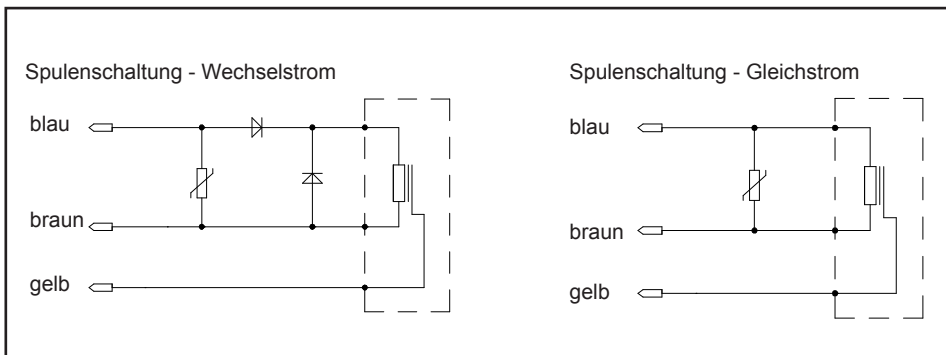 Spulenschaltung - Wechselstrom
blau
braun
gelb
Spulenschaltung - Gleichstrom
blau
braun
gelb